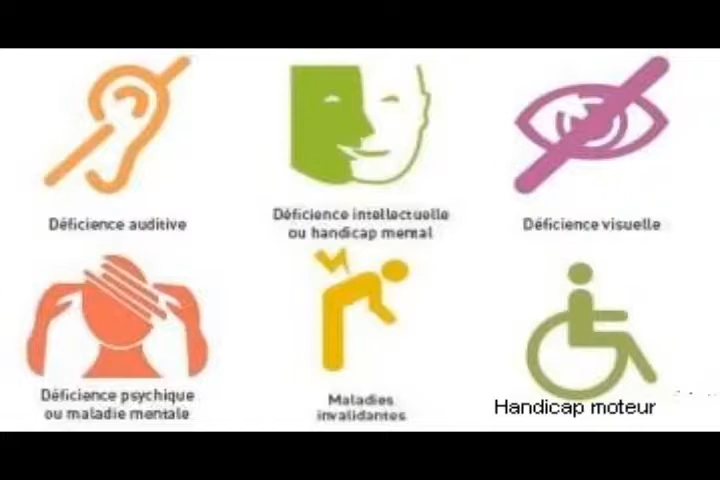 Déficience auditive
Déficience intellectuelle
ou handicap mental
Déficience visuelle
Déficience psychique
ou maladie mentale
Maladies
invalidantes
Handicap moteur